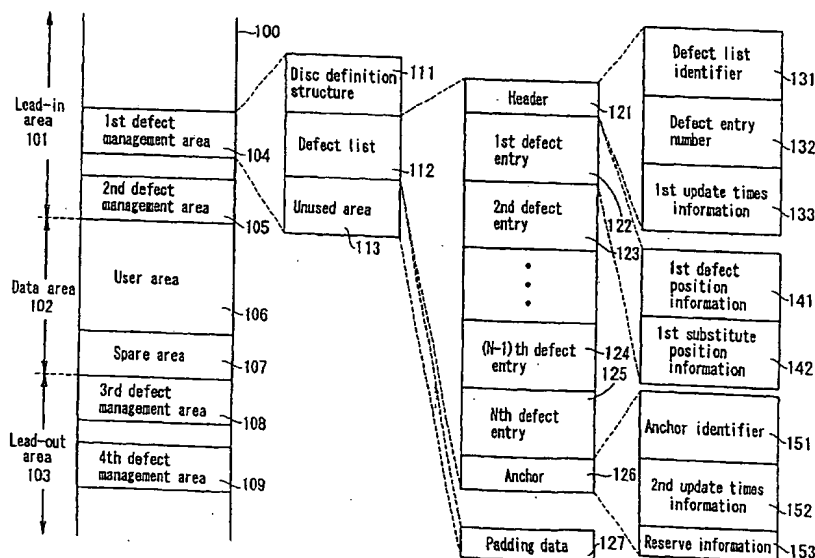 100
Lead-in
area
101
1st defect
management area
104
2nd defect
management area
105
Data area
102
User area
106
Spare area
107
Lead-out
area
103
3rd defect
management area
108
4th defect
management area
109
Disc definition
structure
111
Defect list
112
Unused area
113
Header
121
1st defect
entry
122
2nd defect
entry
123
(N-1)th defect
entry
124
125
Nth defect
entry
Anchor
126
Padding data
127
Defect list
identifier
131
Defect entry
number
132
1st update times
information
133
1st defect
position
information
141
1st substitute
position
information
142
Anchor identifier
151
2nd update times
information
152
Reserve information
153